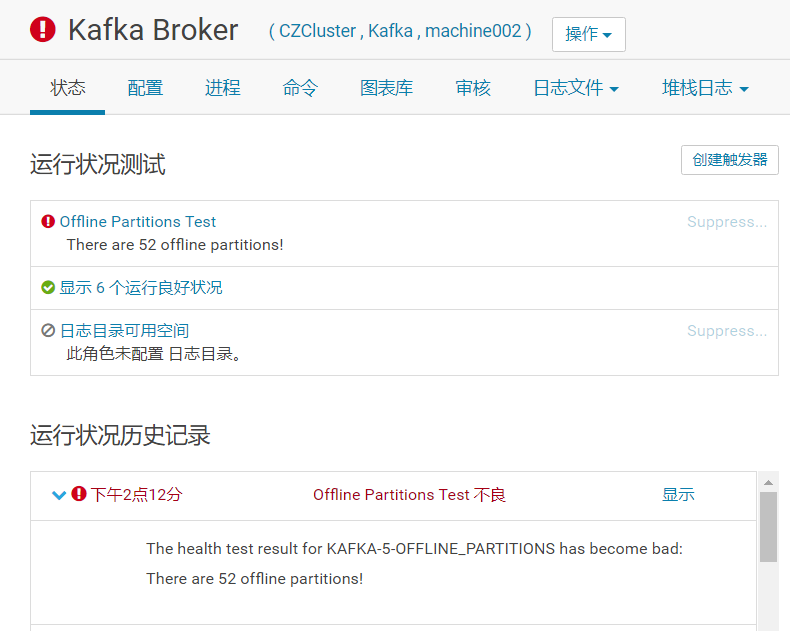 Kafka Broker ( CZCluster , Kafka , machine002 ) 操作
状态 配置 进程 命令 图表库 审核 日志文件 堆栈日志
运行状况测试 创建触发器
Offline Partitions Test Suppress...
There are 52 offline partitions!
显示 6 个运行良好状况
日志目录可用空间 Suppress...
此角色未配置 日志目录。
运行状况历史记录
下午2点12分 Offline Partitions Test 不良 显示
The health test result for KAFKA-5-OFFLINE_PARTITIONS has become bad:
There are 52 offline partitions!